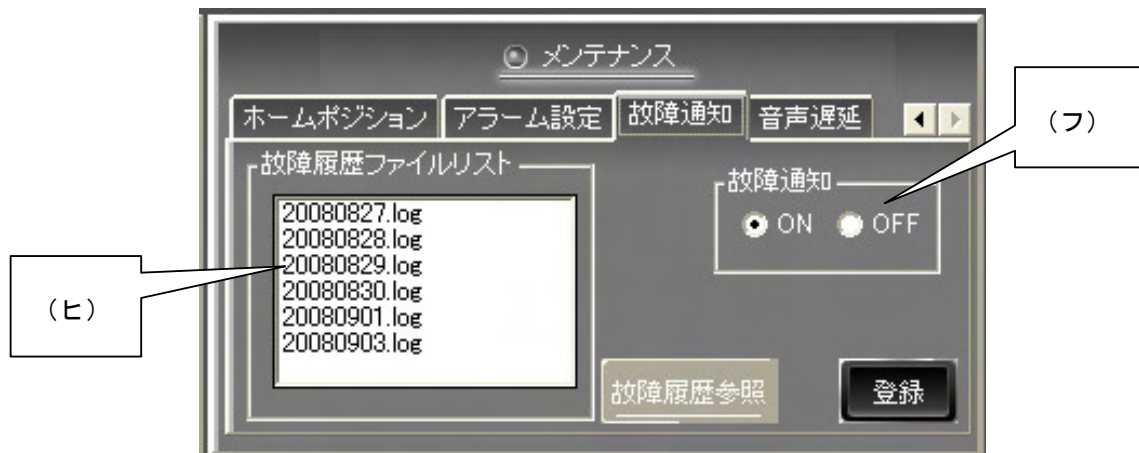 メンテナンス
ホームポジション アラーム設定 故障通知 音声遅延
(フ)
故障履歴ファイルリスト
故障通知
20080827.log
20080828.log
20080829.log
20080830.log
20080901.log
20080903.log
ON OFF
(ヒ)
故障履歴参照
登録